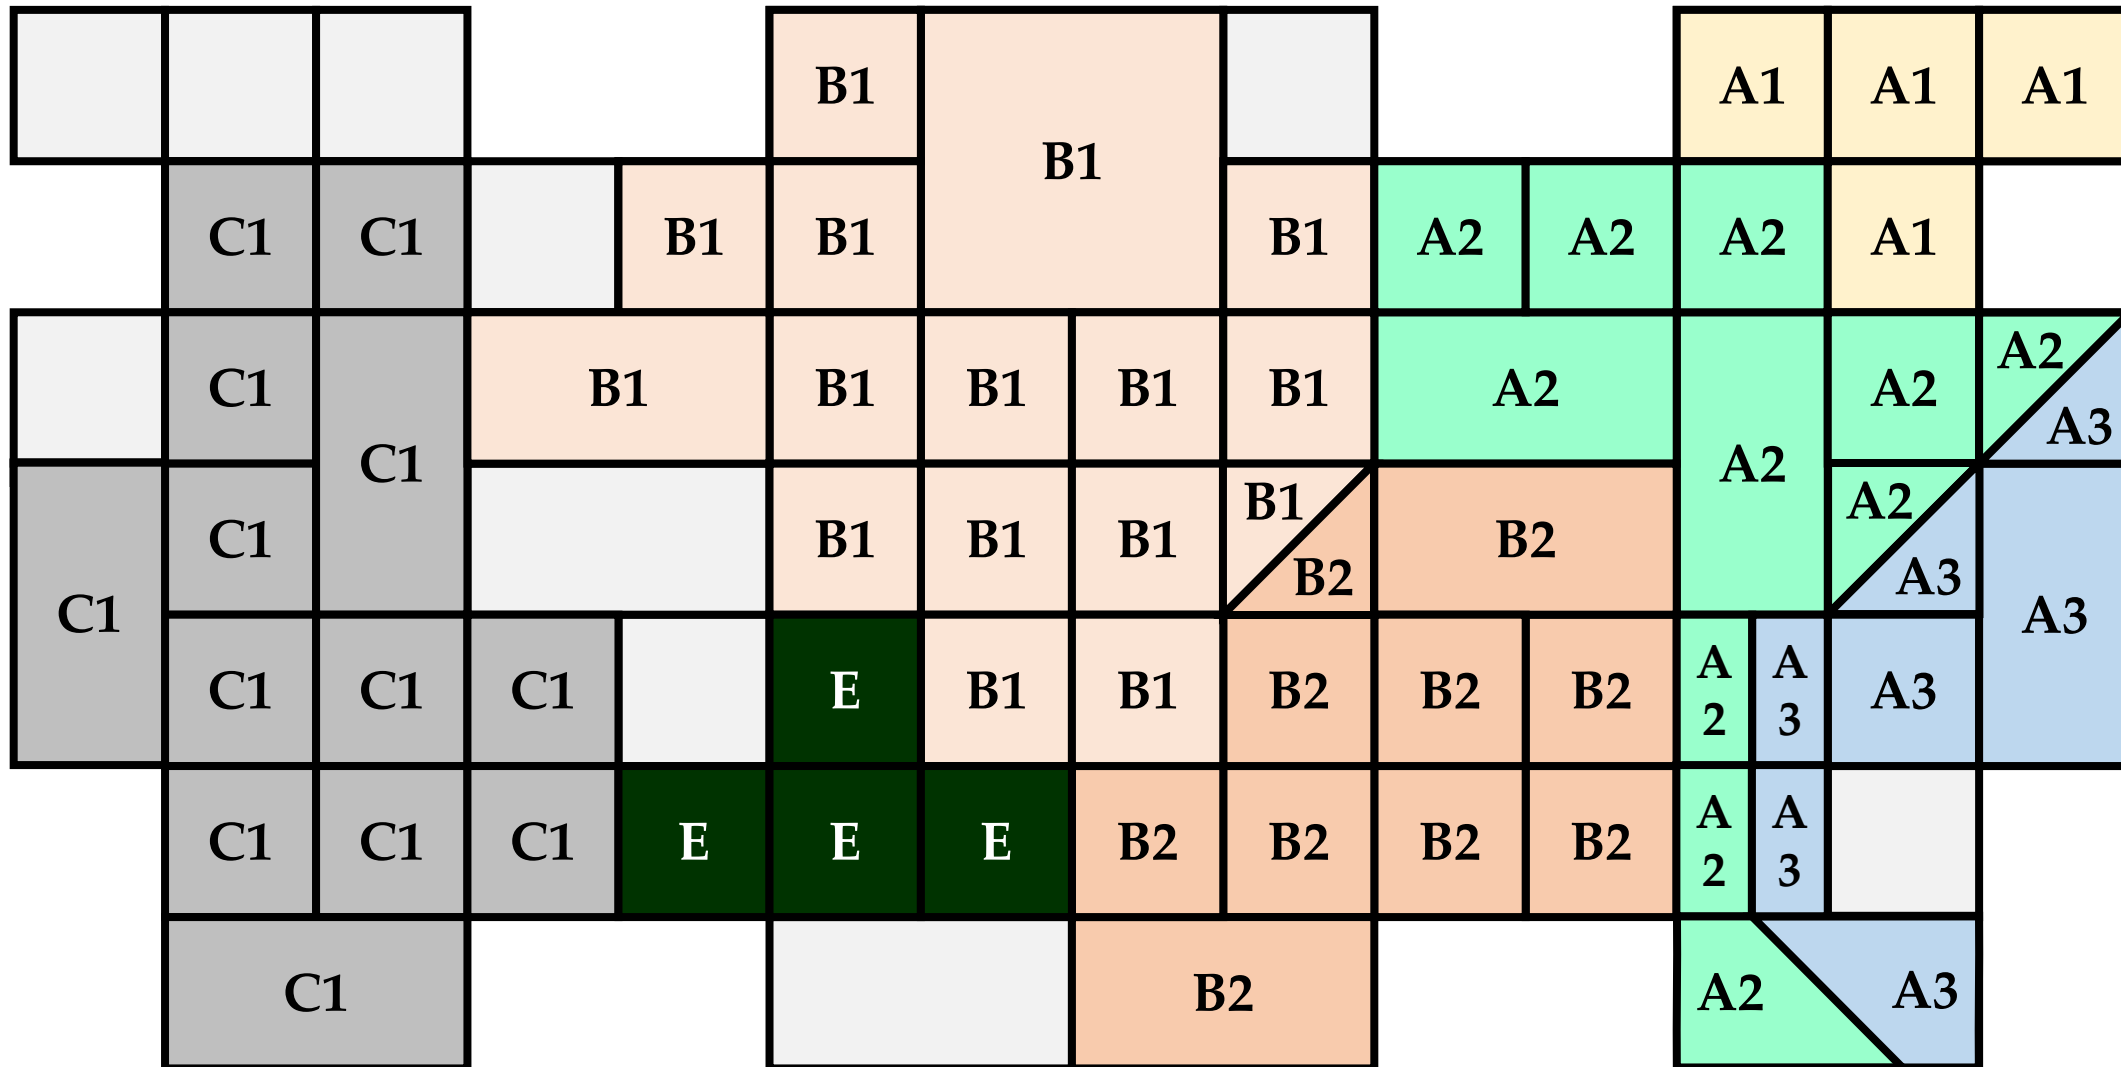 B1 A1 A1 A1
B1
C1 C1 B1 B1 B1 A2 A2 A2 A1
C1 B1 B1 B1 B1 B1 A2 A2 A2
A3
C1 A2
C1 B1 B1 B1 B1 B2 B2 A2 A3
C1 A3
C1 C1 C1 E B1 B1 B2 B2 B2 A A A3
2 3
C1 C1 C1 E E E B2 B2 B2 B2 A A
2 3
C1 B2 A2 A3